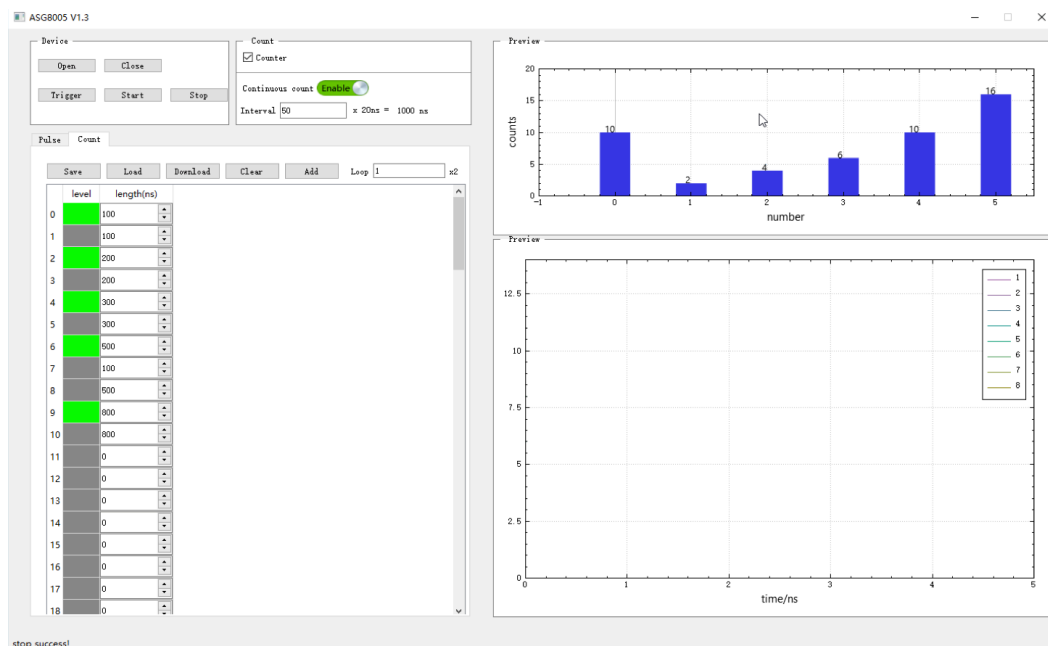 ASG8005 V1.3
Device
Open Close
Trigger Start Stop
Count
Counter
Continuous count Enable
Interval 50 x 20ns = 1000 ns
Pulse Count
Save Load Download Clear Add Loop 1 x2
level length(ns)
0 100
1 100
2 200
3 200
4 300
5 300
6 500
7 100
8 500
9 800
10 800
11 0
12 0
13 0
14 0
15 0
16 0
17 0
18 0
Preview
20
15
10
5
0
counts
10 2 4 6 10 16
-1 0 1 2 3 4 5
number
Preview
12.5
10
7.5
5
2.5
0
1
2
3
4
5
6
7
8
0 1 2 3 4 5
time/ns
stop success!